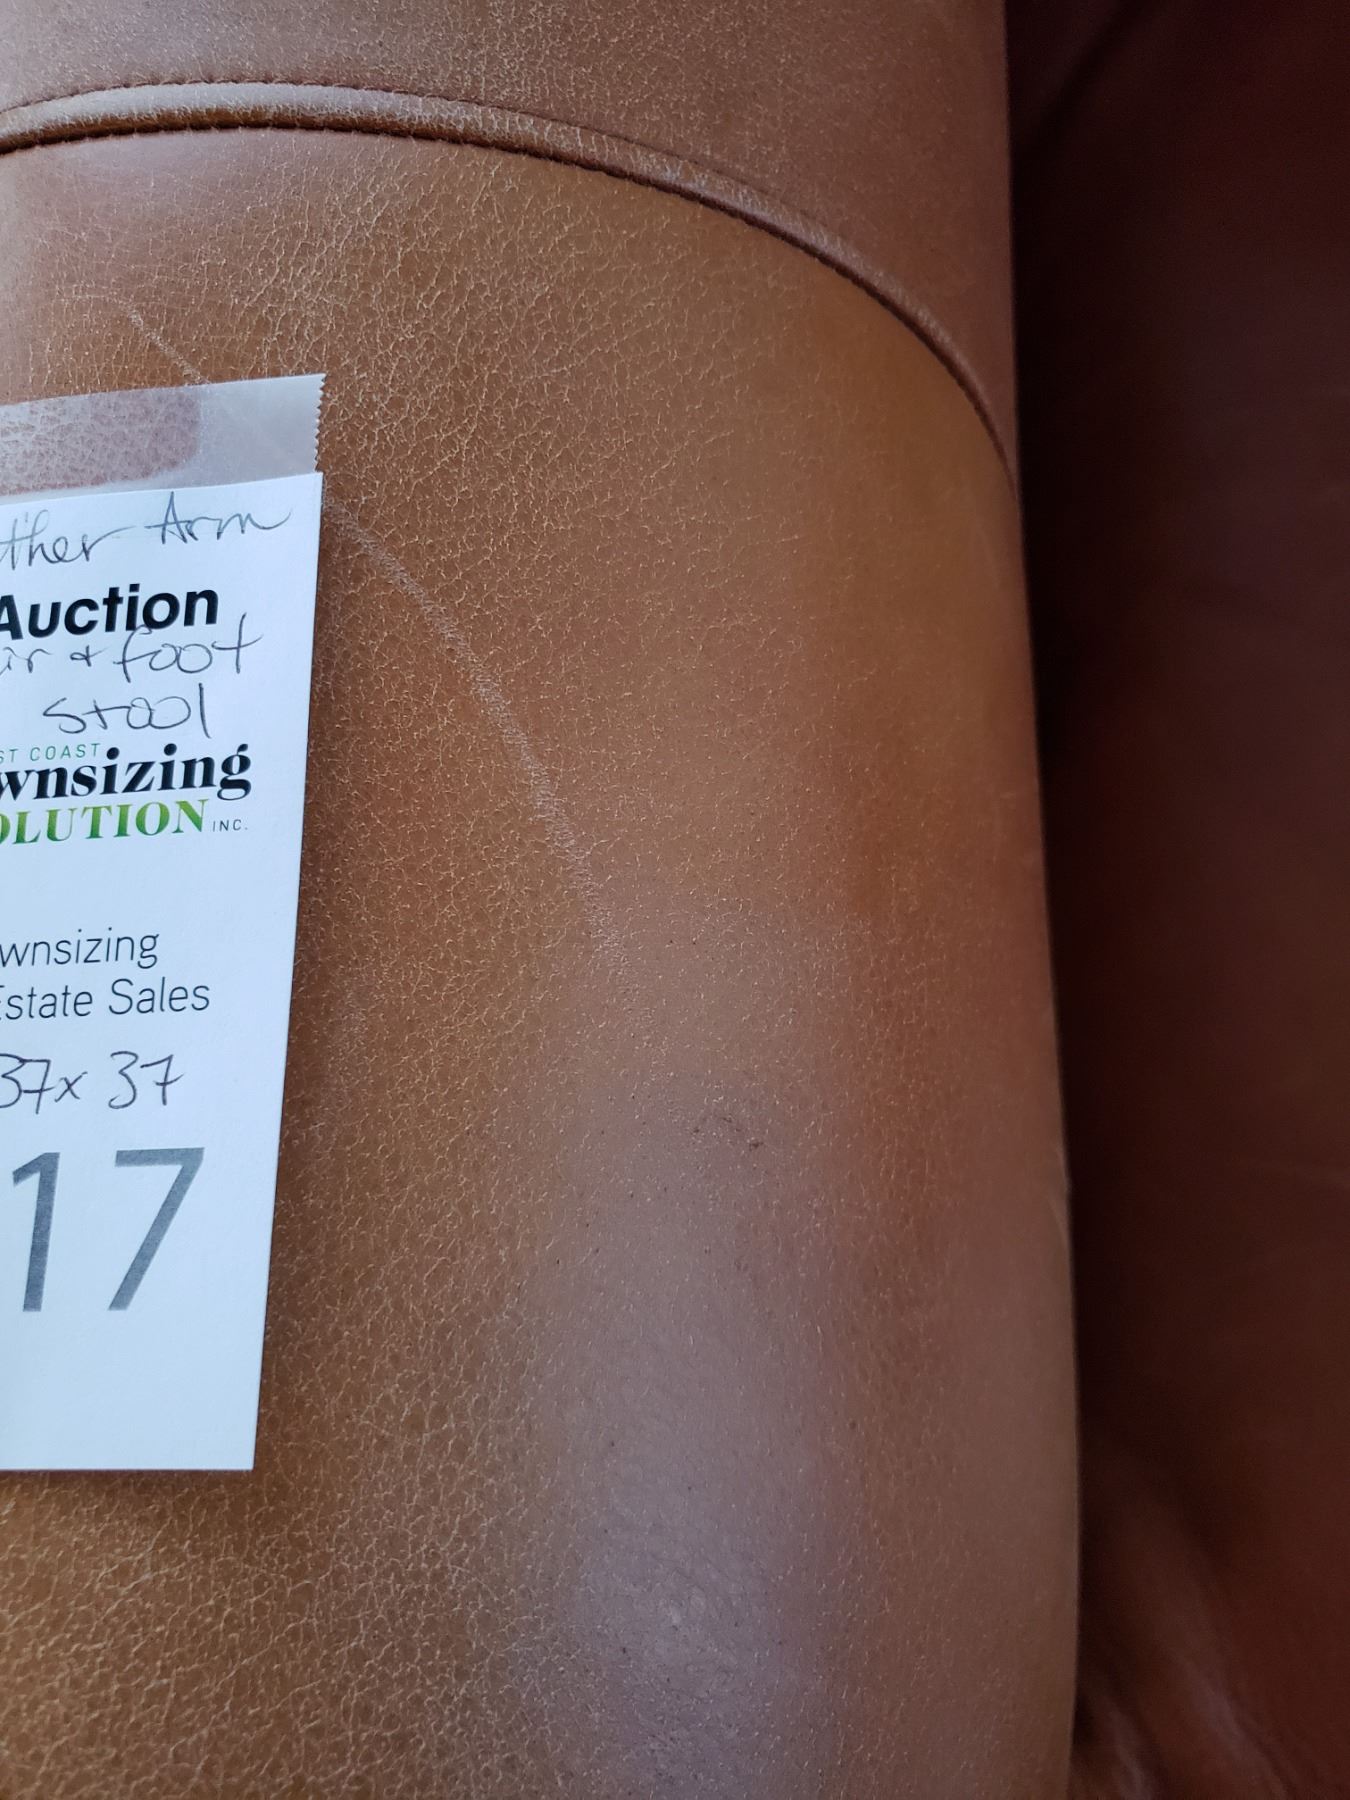 ther Arm
Auction
ir & foot
stool
ST COAST
wnsizing
OLUTION INC.
wnsizing
Estate Sales
37x 37
17